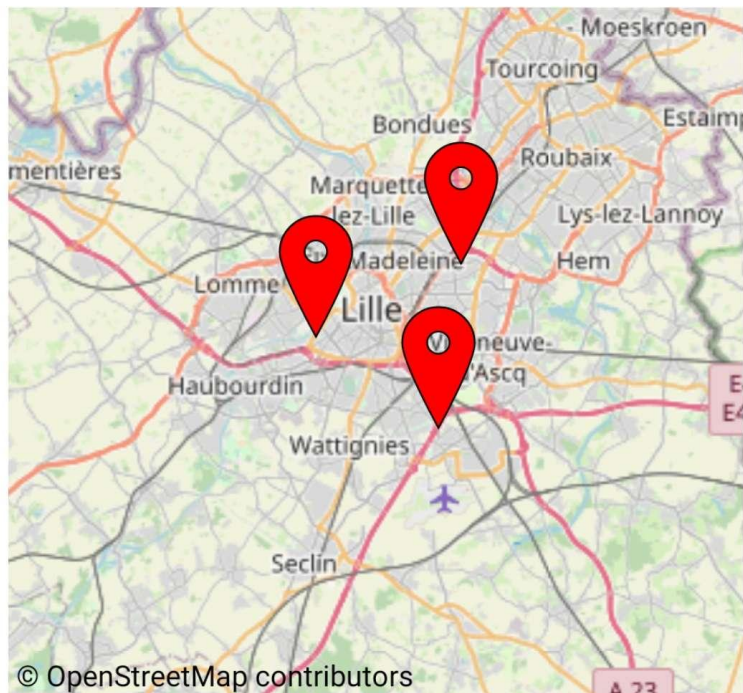 Moeskroen
Tourcoing
Bondues
Estaimp
mentières
Roubaix
Marquette
lez-Lille
Lys-lez-Lannoy
Madeleine
Hem
Lomme
Lille
neuve-
d'Ascq
Haubourdin
E4
Wattignies
Seclin
© OpenStreetMap contributors
A 23